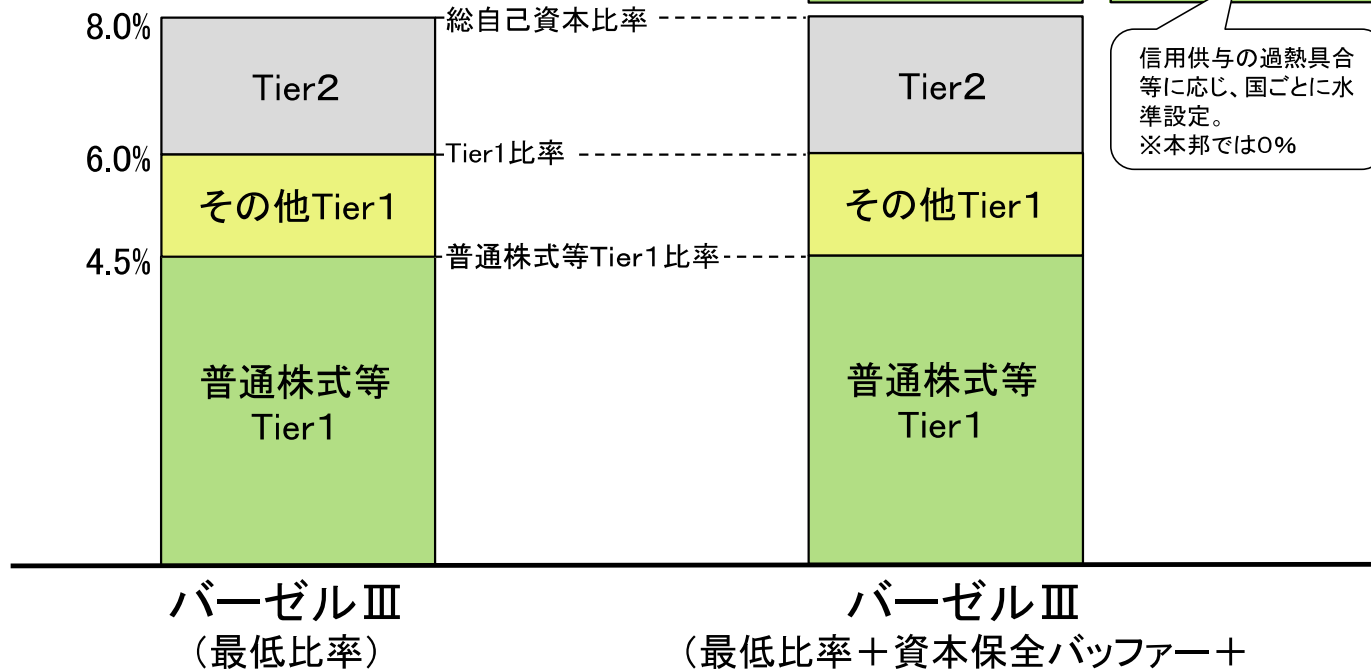 8.0%
総自己資本比率
Tier2
Tier2
信用供与の過熱具合
等に応じ、国ごとに水
準設定。
※本邦では0%
6.0%
Tier1比率
その他Tier1
その他Tier1
4.5%
普通株式等Tier1比率
普通株式等
Tier1
普通株式等
Tier1
バーゼルⅢ
（最低比率）
バーゼルⅢ
（最低比率＋資本保全バッファー＋